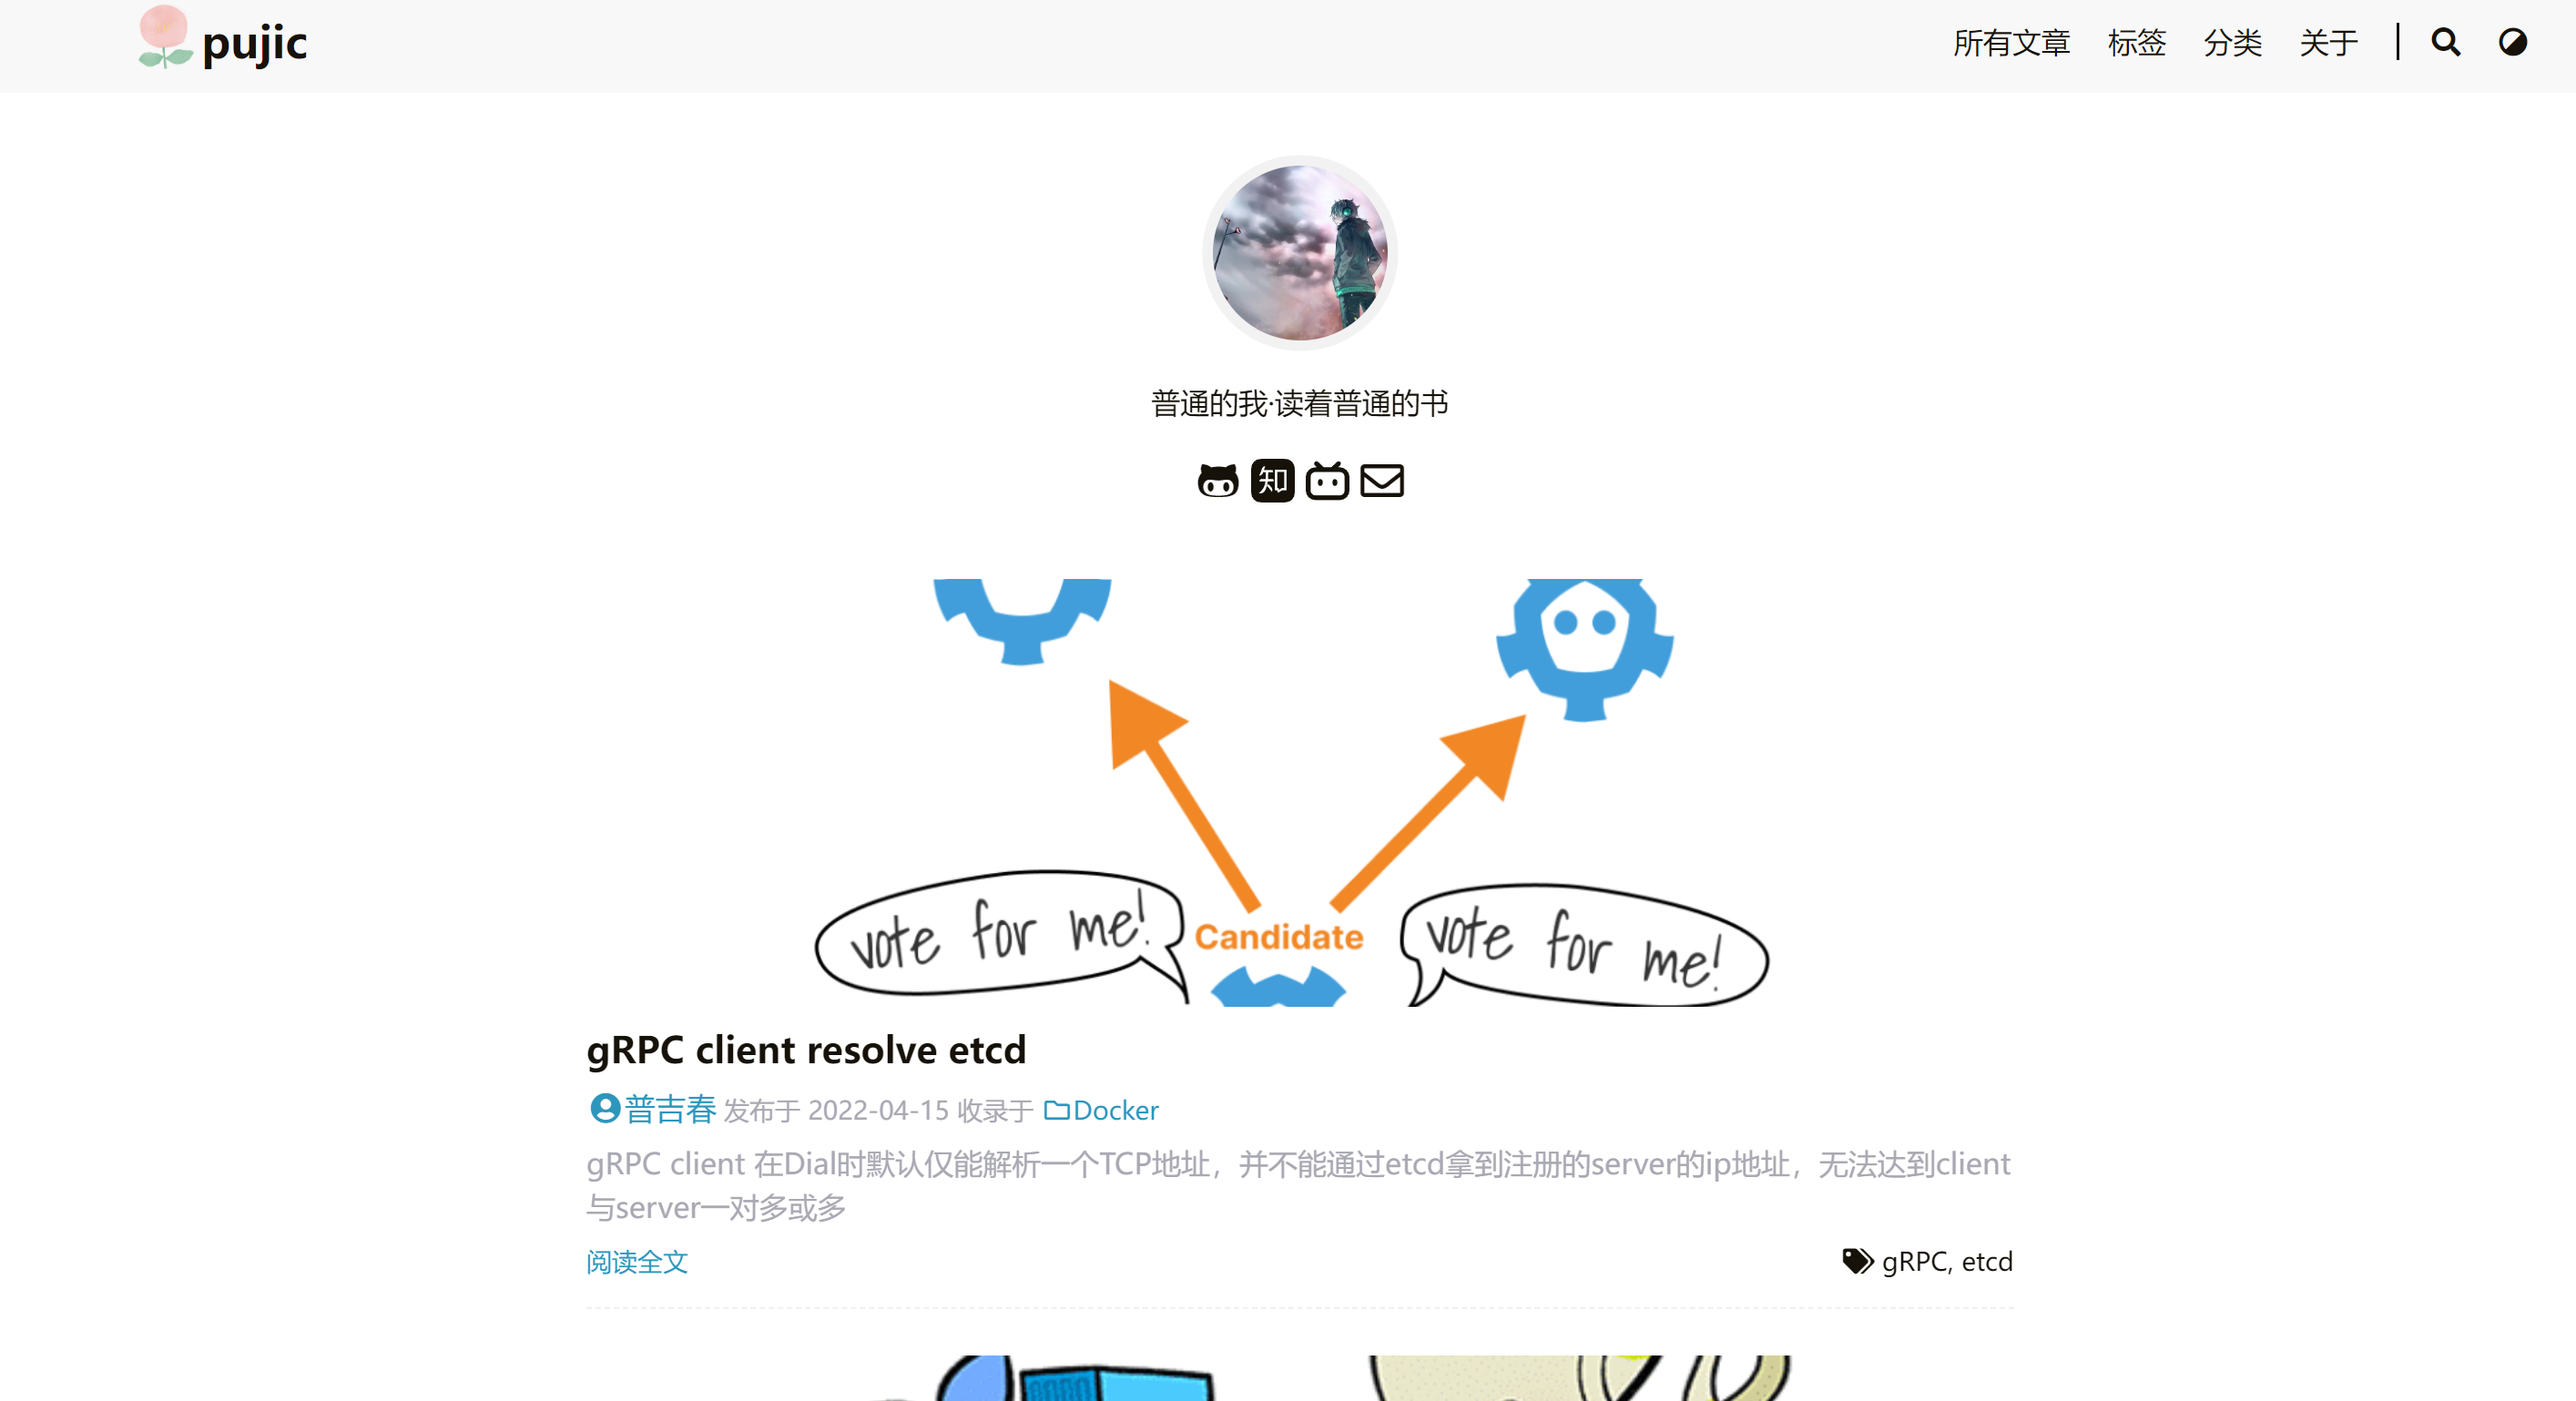 pujic
所有文章 标签 分类 关于
普通的我·读着普通的书
知
vote for me!
Candidate
vote for me!
gRPC client resolve etcd
普吉春 发布于 2022-04-15 收录于 Docker
gRPC client 在Dial时默认仅能解析一个TCP地址，并不能通过etcd拿到注册的server的ip地址，无法达到client
与server一对多或多
阅读全文
gRPC, etcd